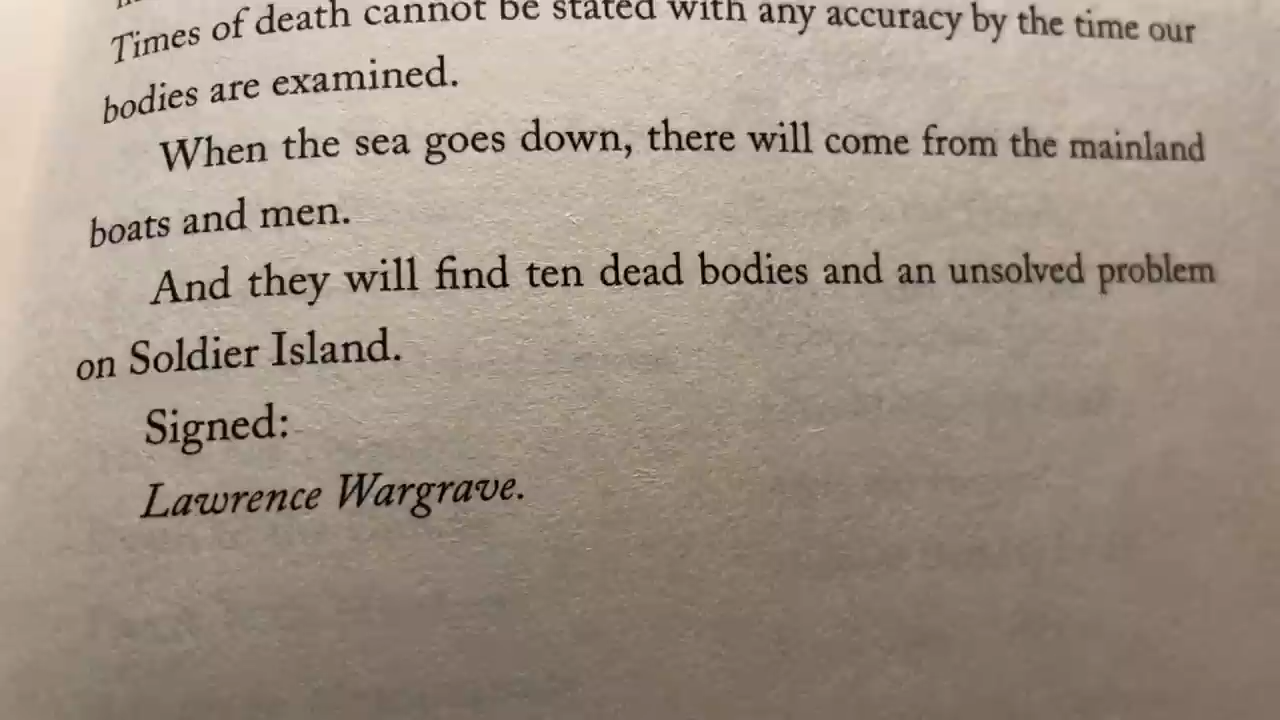 Times of death cannot be stated with any accuracy by the time our
bodies are examined.
When the sea goes down, there will come from the mainland
boats and men.
And they will find ten dead bodies and an unsolved problem
on Soldier Island.
Signed:
Lawrence Wargrave.